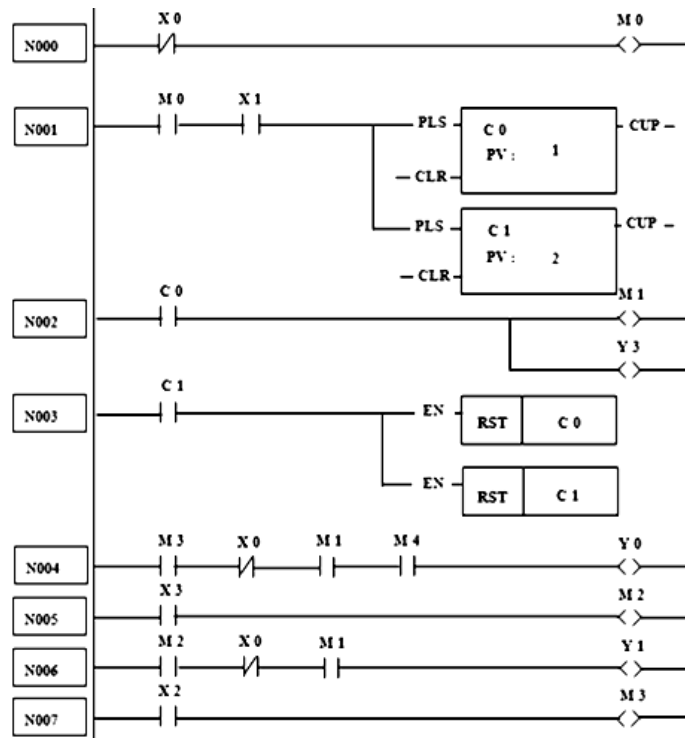 X 0 M 0
N000
M 0 X 1
N001 PLS C 0 CUP
PV : 1
CLR
PLS C 1 CUP
PV : 2
CLR
C 0 M 1
N002
Y 3
C 1
N003 EN RST C 0
EN RST C 1
M 3 X 0 M 1 M 4 Y 0
N004
X 3 M 2
N005
M 2 X 0 M 1 Y 1
N006
X 2 M 3
N007